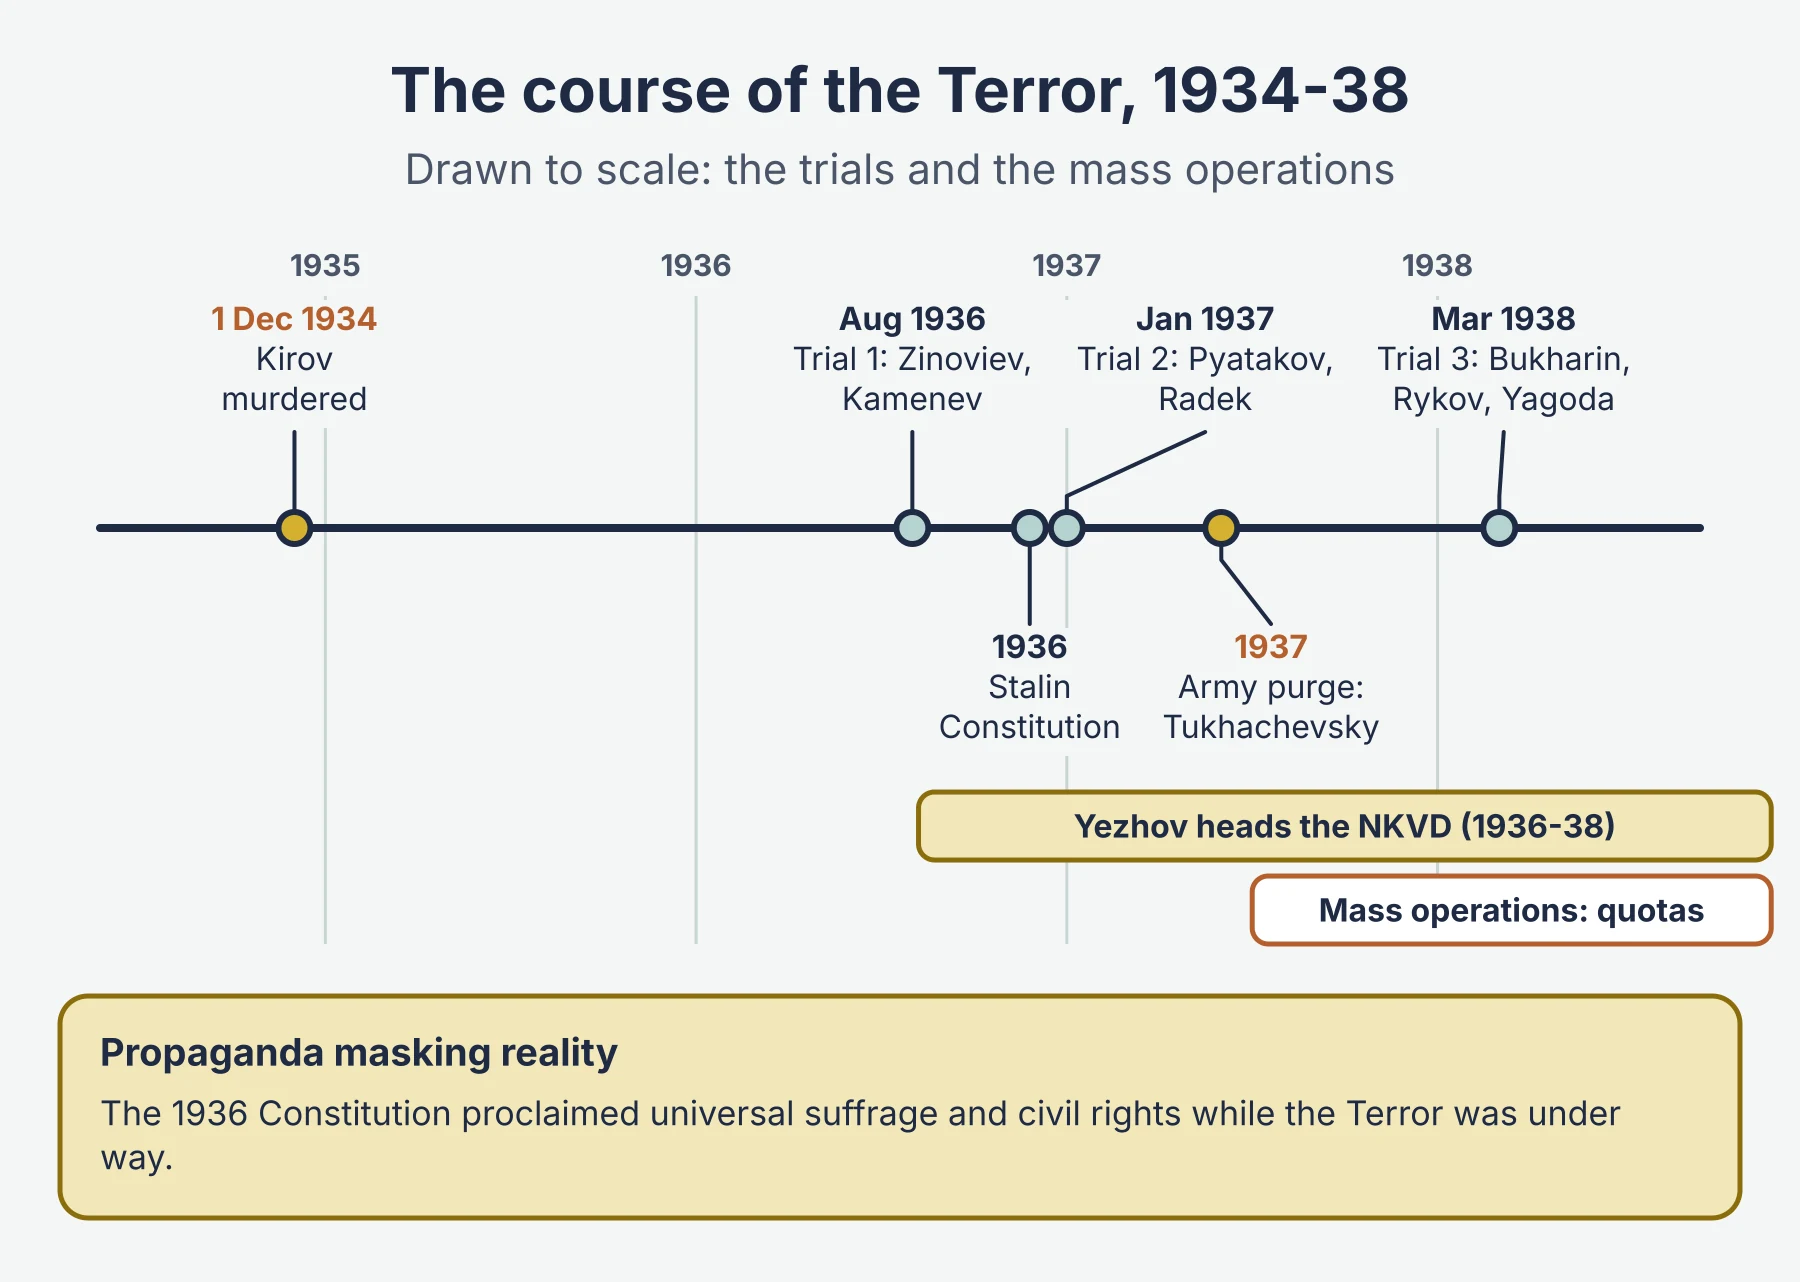 The course of the Terror, 1934-38
Drawn to scale: the trials and the mass operations
1935
1936
1937
1938
1 Dec 1934
Kirov
murdered
Aug 1936
Trial 1: Zinoviev,
Kamenev
Jan 1937
Trial 2: Pyatakov,
Radek
Mar 1938
Trial 3: Bukharin,
Rykov, Yagoda
1936
Stalin
Constitution
1937
Army purge:
Tukhachevsky
Yezhov heads the NKVD (1936-38)
Mass operations: quotas
Propaganda masking reality
The 1936 Constitution proclaimed universal suffrage and civil rights while the Terror was under
way.